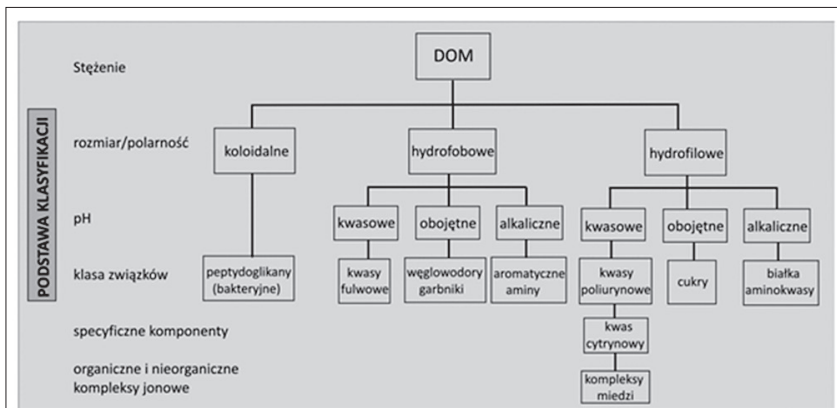 DOM
Stężenie
PODSTAWA KLASYFIKACJI
rozmiar/polarność
koloidalne
hydrofobowe
hydrofilowe
pH
kwasowe
obojętne
alkaliczne
kwasowe
obojętne
alkaliczne
klasa związków
peptydoglikany
(bakteryjne)
kwasy
fulwowe
węglowodory
garbniki
aromatyczne
aminy
kwasy
poliurynowe
cukry
białka
aminokwasy
specyficzne komponenty
kwas
cytrynowy
organiczne i nieorganiczne
kompleksy jonowe
kompleksy
miedzi